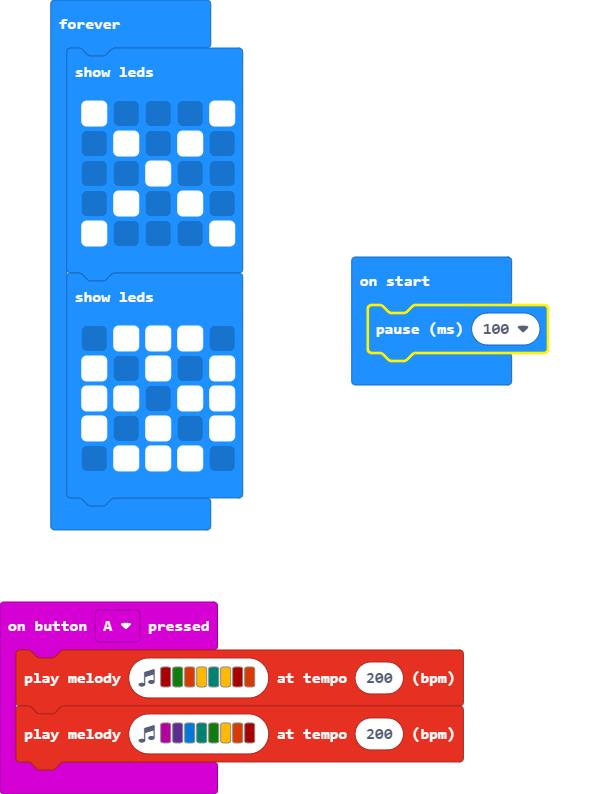 forever
show leds
show leds
on start
pause (ms) 100
on button A pressed
play melody at tempo 200 (bpm)
play melody at tempo 200 (bpm)